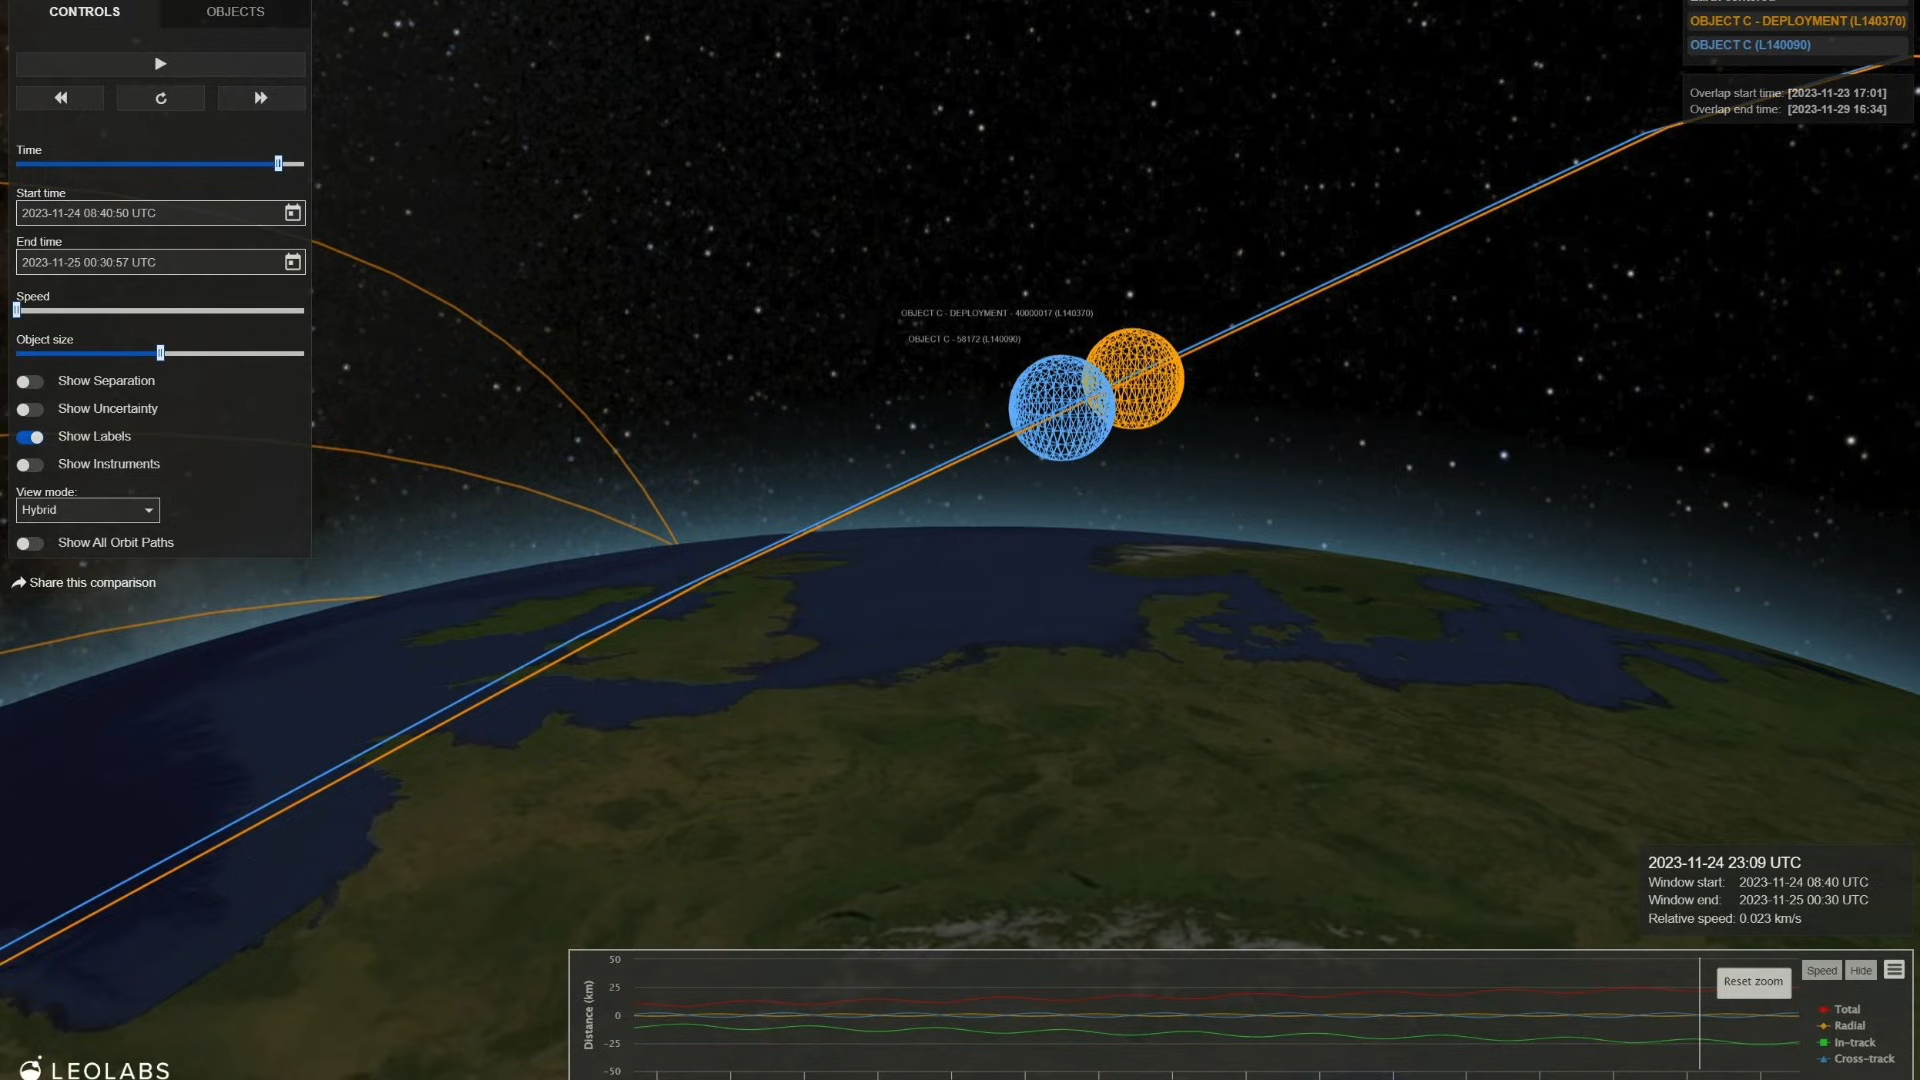 CONTROLS
OBJECTS
Time
Start time
2023-11-24 08:40:50 UTC
End time
2023-11-25 00:30:57 UTC
Speed
Object size
Show Separation
Show Uncertainty
Show Labels
Show Instruments
View mode:
Hybrid
Show All Orbit Paths
Share this comparison
OBJECT C - DEPLOYMENT - 40000017 (L140370)
OBJECT C - 58172 (L140090)
OBJECT C - DEPLOYMENT (L140370)
OBJECT C (L140090)
Overlap start time: [2023-11-23 17:01]
Overlap end time: [2023-11-29 16:34]
2023-11-24 23:09 UTC
Window start: 2023-11-24 08:40 UTC
Window end: 2023-11-25 00:30 UTC
Relative speed: 0.023 km/s
Distance (km)
50
25
0
-25
-50
Reset zoom
Speed
Hide
Total
Radial
In-track
Cross-track
LEOLABS